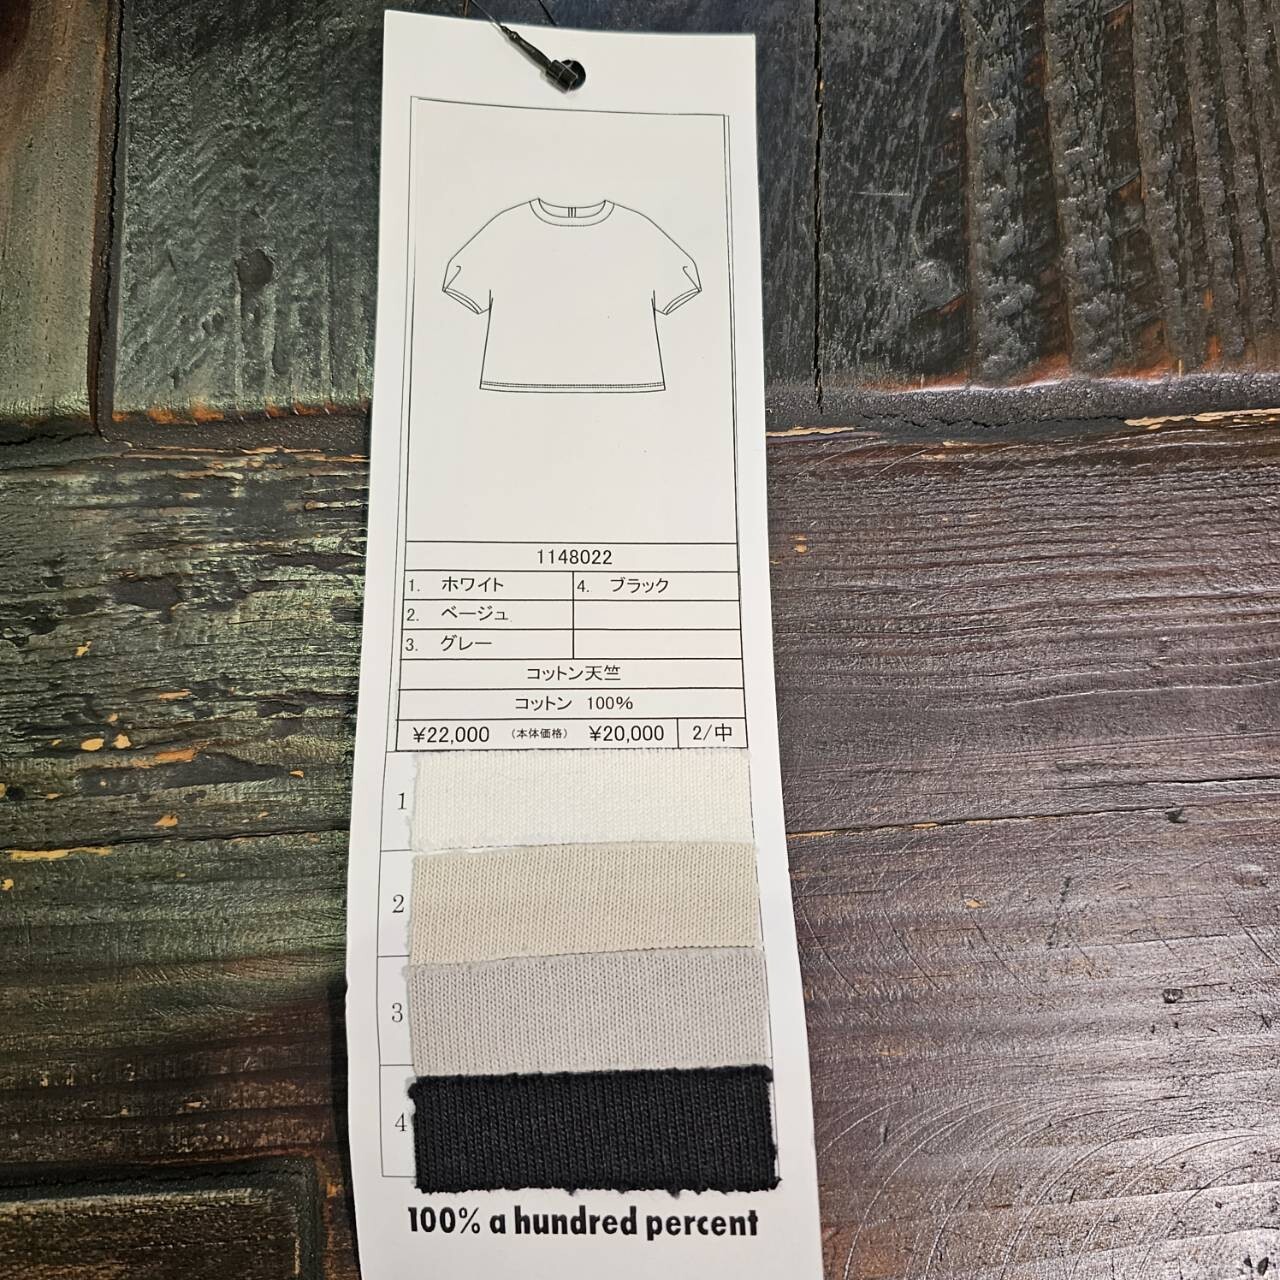 1148022
1. ホワイト 4. ブラック
2. ベージュ
3. グレー
コットン天竺
コットン 100%
¥22,000 (本体価格) ¥20,000 2/中
1
2
3
4
100% a hundred percent